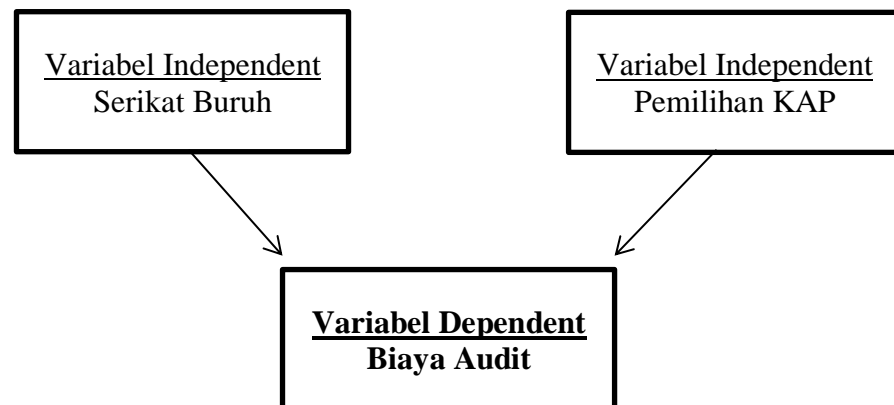 Variabel Independent
Serikat Buruh
Variabel Independent
Pemilihan KAP
Variabel Dependent
Biaya Audit